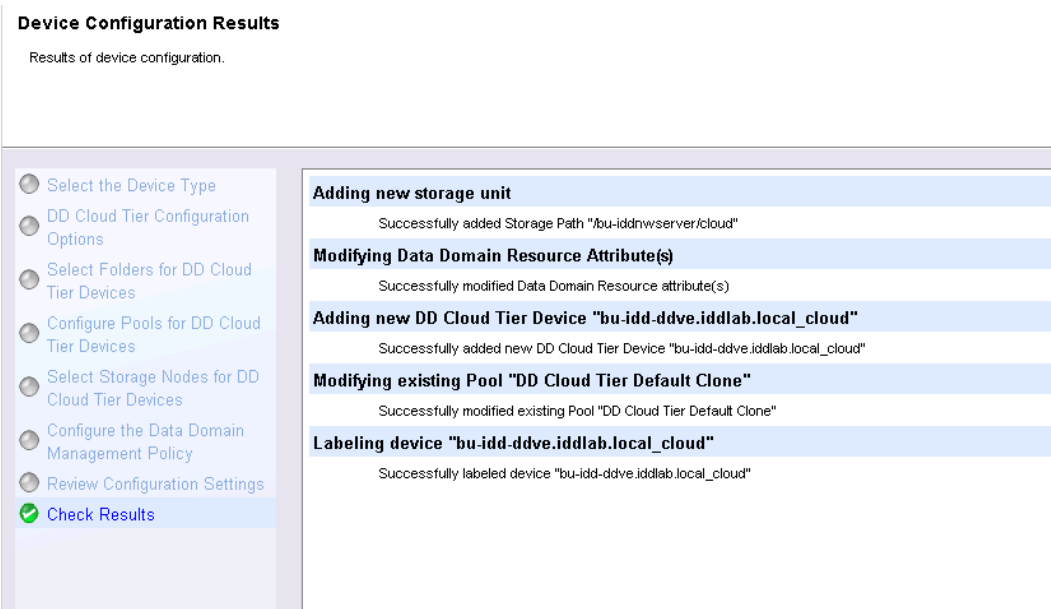 Device Configuration Results
Results of device configuration.
Select the Device Type
DD Cloud Tier Configuration
Options
Select Folders for DD Cloud
Tier Devices
Configure Pools for DD Cloud
Tier Devices
Select Storage Nodes for DD
Cloud Tier Devices
Configure the Data Domain
Management Policy
Review Configuration Settings
Check Results
Adding new storage unit
Successfully added Storage Path "/bu-iddnwserver/cloud"
Modifying Data Domain Resource Attribute(s)
Successfully modified Data Domain Resource attribute(s)
Adding new DD Cloud Tier Device "bu-idd-ddve.iddlab.local_cloud"
Successfully added new DD Cloud Tier Device "bu-idd-ddve.iddlab.local_cloud"
Modifying existing Pool "DD Cloud Tier Default Clone"
Successfully modified existing Pool "DD Cloud Tier Default Clone"
Labeling device "bu-idd-ddve.iddlab.local_cloud"
Successfully labeled device "bu-idd-ddve.iddlab.local_cloud"